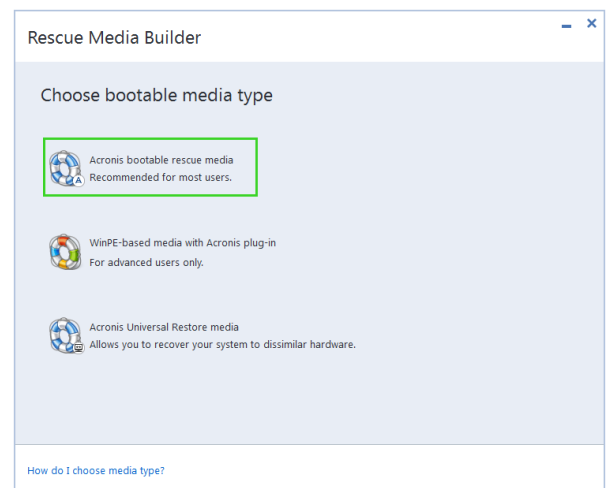 Rescue Media Builder
Choose bootable media type
Acronis bootable rescue media
Recommended for most users.
WinPE-based media with Acronis plug-in
For advanced users only.
Acronis Universal Restore media
Allows you to recover your system to dissimilar hardware.
How do I choose media type?